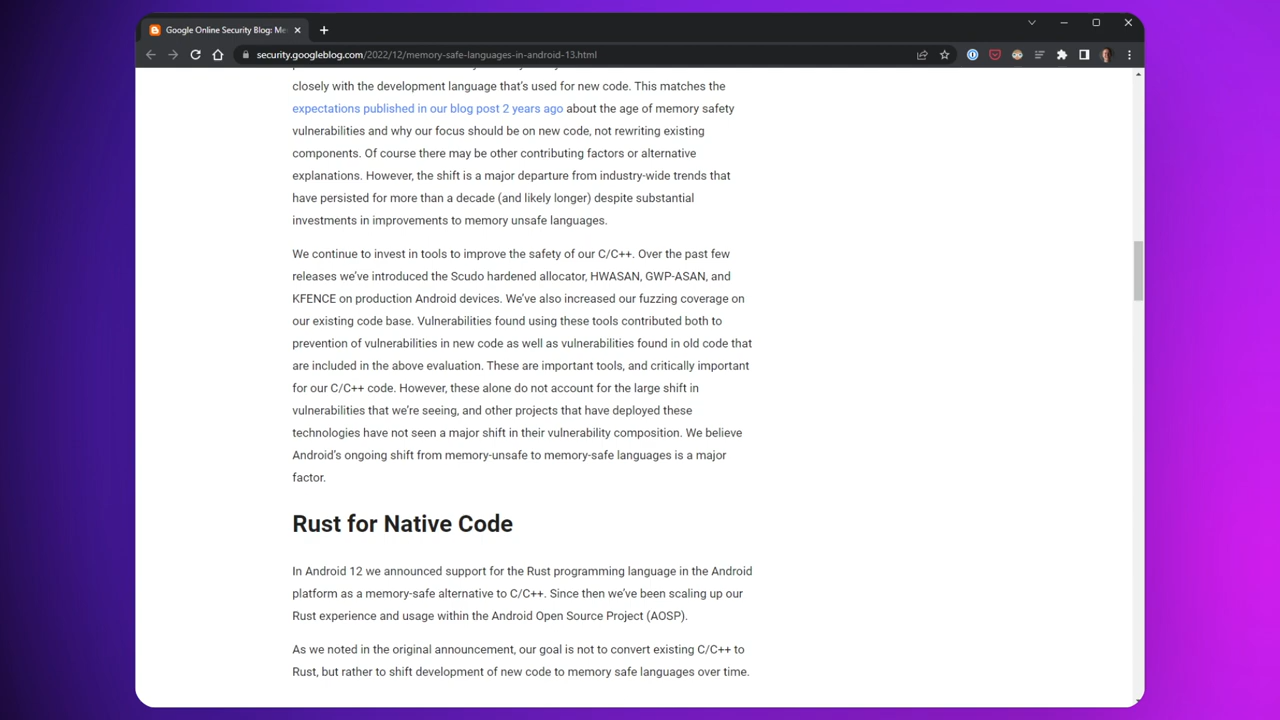 Google Online Security Blog: Me
security.googleblog.com/2022/12/memory-safe-languages-in-android-13.html
closely with the development language that's used for new code. This matches the
expectations published in our blog post 2 years ago about the age of memory safety
vulnerabilities and why our focus should be on new code, not rewriting existing
components. Of course there may be other contributing factors or alternative
explanations. However, the shift is a major departure from industry-wide trends that
have persisted for more than a decade (and likely longer) despite substantial
investments in improvements to memory unsafe languages.
We continue to invest in tools to improve the safety of our C/C++. Over the past few
releases we've introduced the Scudo hardened allocator, HWASAN, GWP-ASAN, and
KFENCE on production Android devices. We've also increased our fuzzing coverage on
our existing code base. Vulnerabilities found using these tools contributed both to
prevention of vulnerabilities in new code as well as vulnerabilities found in old code that
are included in the above evaluation. These are important tools, and critically important
for our C/C++ code. However, these alone do not account for the large shift in
vulnerabilities that we're seeing, and other projects that have deployed these
technologies have not seen a major shift in their vulnerability composition. We believe
Android's ongoing shift from memory-unsafe to memory-safe languages is a major
factor.
Rust for Native Code
In Android 12 we announced support for the Rust programming language in the Android
platform as a memory-safe alternative to C/C++. Since then we've been scaling up our
Rust experience and usage within the Android Open Source Project (AOSP).
As we noted in the original announcement, our goal is not to convert existing C/C++ to
Rust, but rather to shift development of new code to memory safe languages over time.